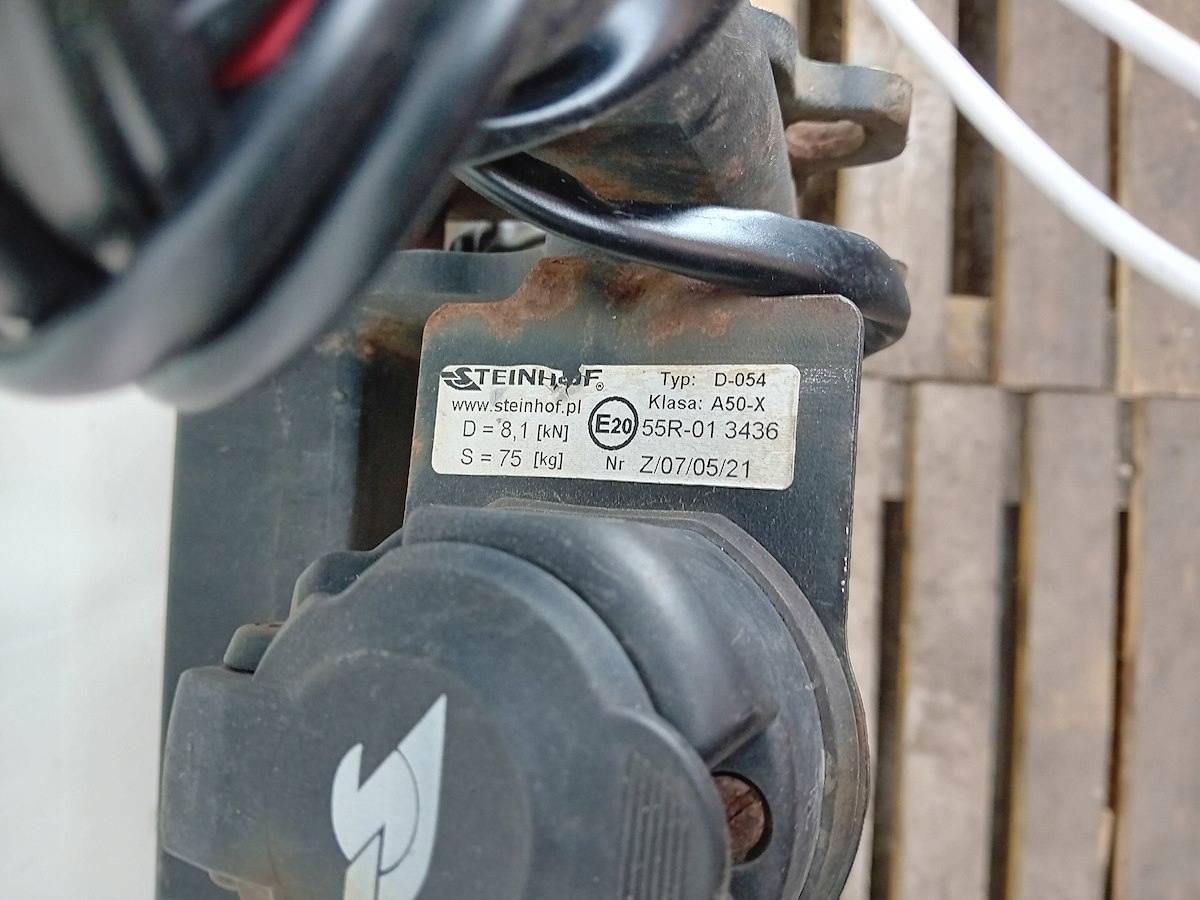 STEINHOF®
Typ: D-054
www.steinhof.pl
Klasa: A50-X
D = 8,1 [kN]
E20 55R-01 3436
S = 75 [kg]
Nr Z/07/05/21